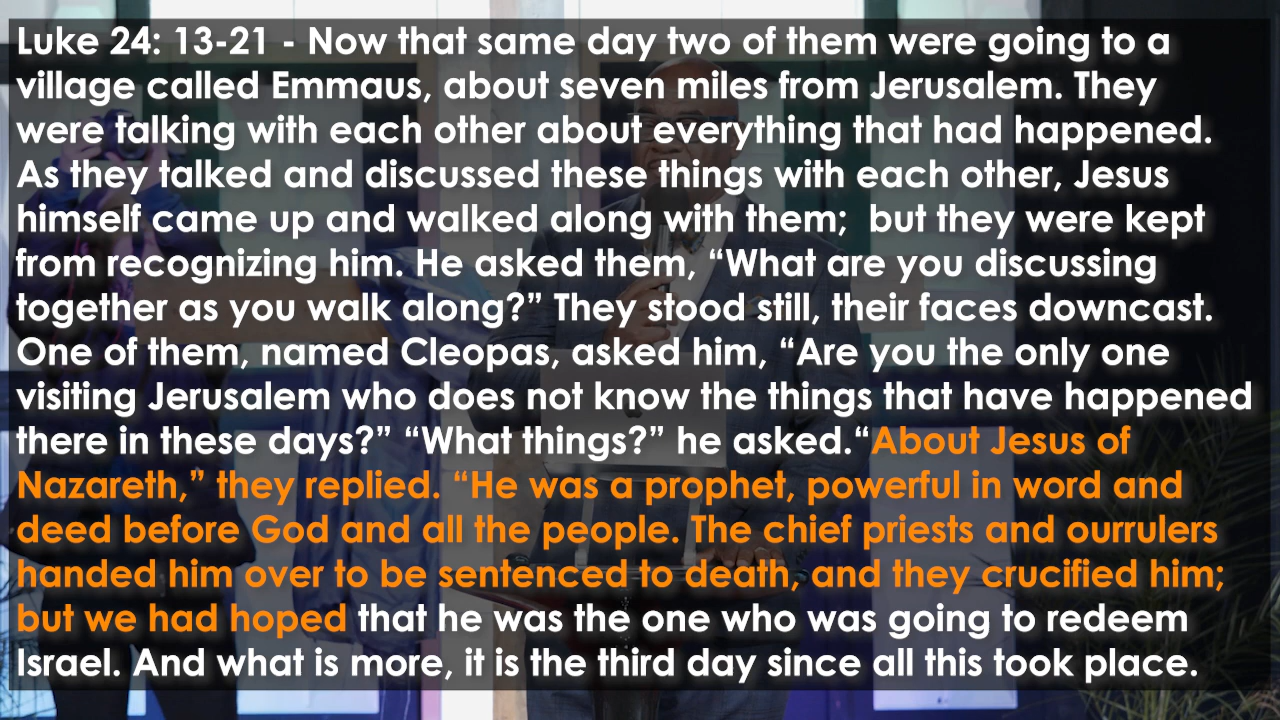 Luke 24: 13-21 - Now that same day two of them were going to a
village called Emmaus, about seven miles from Jerusalem. They
were talking with each other about everything that had happened.
As they talked and discussed these things with each other, Jesus
himself came up and walked along with them;  but they were kept
from recognizing him. He asked them, “What are you discussing
together as you walk along?” They stood still, their faces downcast.
One of them, named Cleopas, asked him, “Are you the only one
visiting Jerusalem who does not know the things that have happened
there in these days?” “What things?” he asked.“About Jesus of
Nazareth,” they replied. “He was a prophet, powerful in word and
deed before God and all the people. The chief priests and ourrulers
handed him over to be sentenced to death, and they crucified him;
but we had hoped that he was the one who was going to redeem
Israel. And what is more, it is the third day since all this took place.